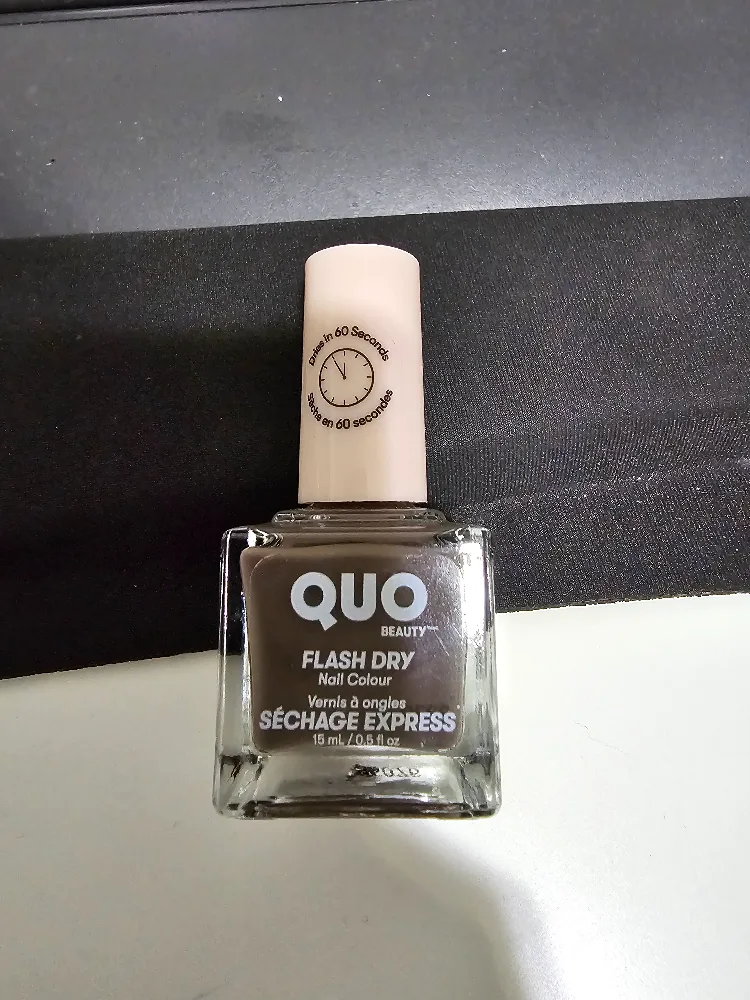 Dries in 60 Seconds
Sèche en 60 secondes
QUO
BEAUTY
FLASH DRY
Nail Colour
Vernis à ongles
SÉCHAGE EXPRESS
15 mL / 0.5 fl oz